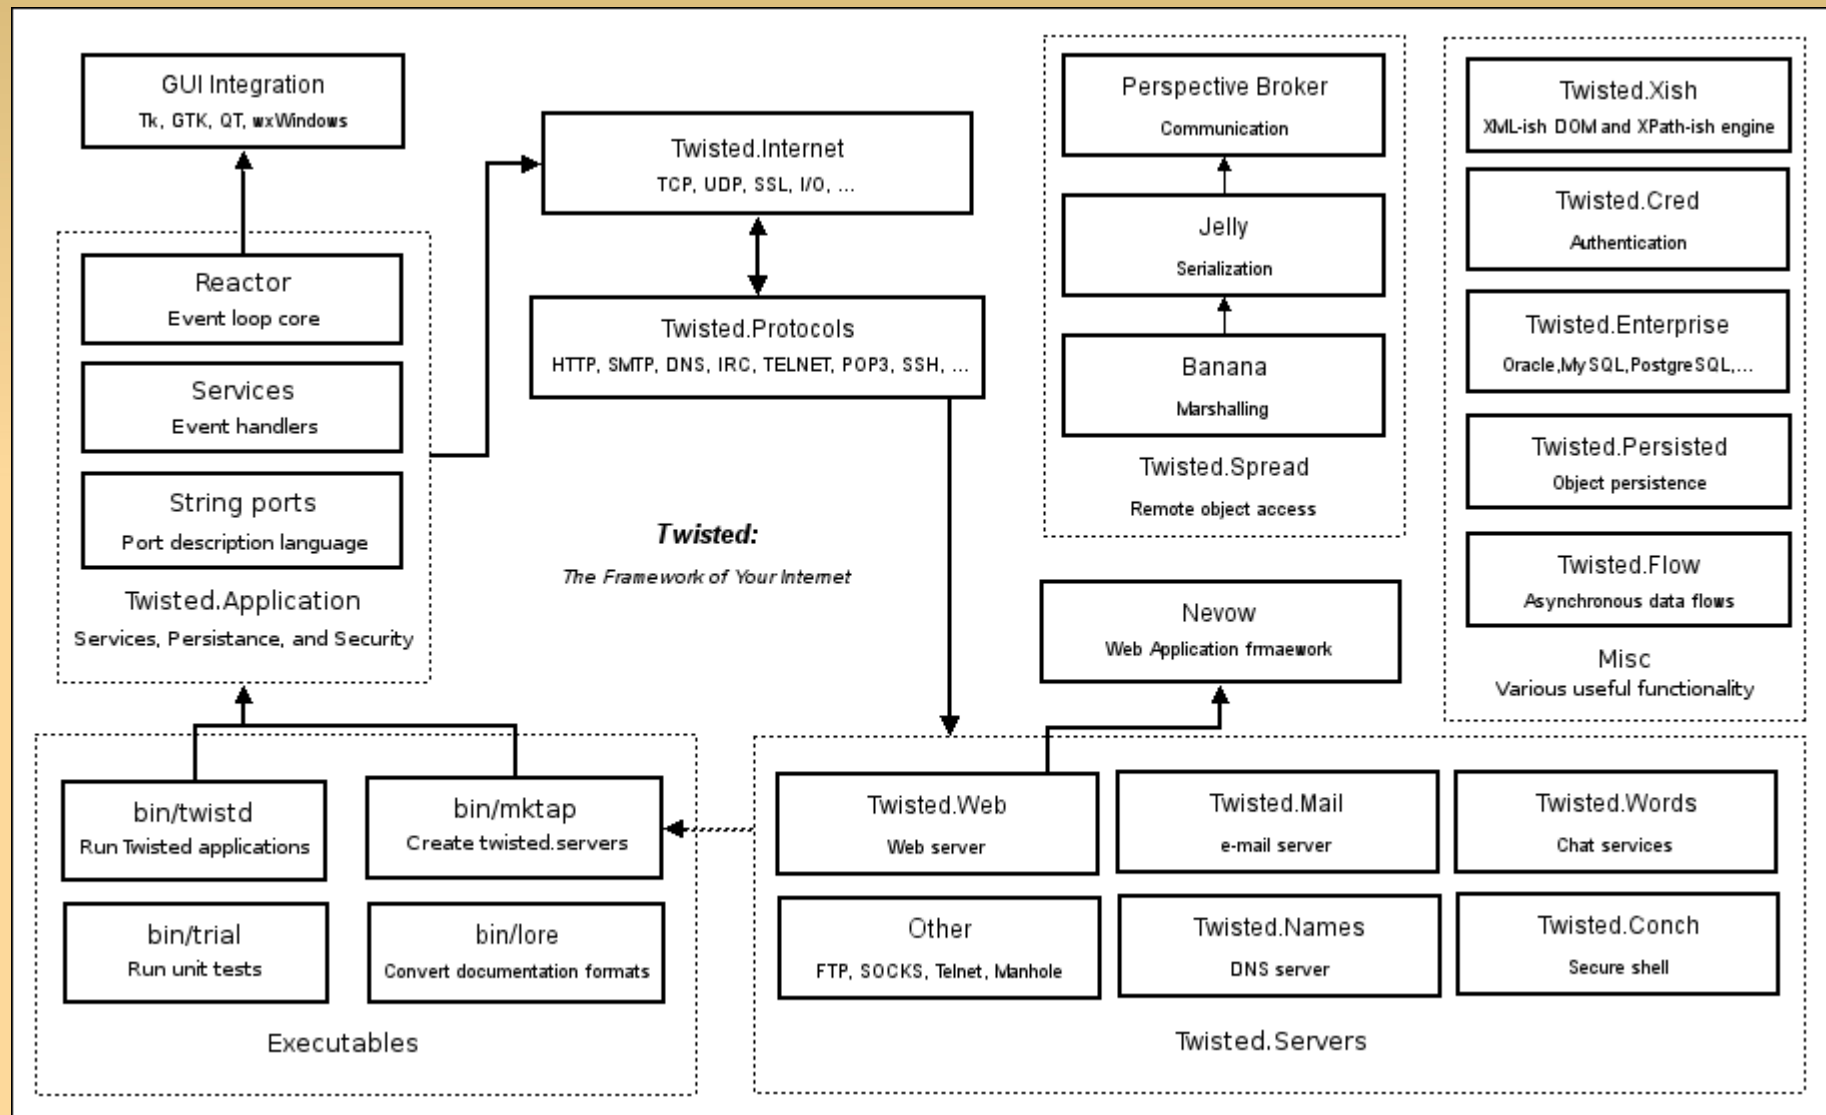 GUI Integration
Tk, GTK, QT, wxWindows
Reactor
Event loop core
Services
Event handlers
String ports
Port description language
Twisted.Application
Services, Persistance, and Security
Twisted.Internet
TCP, UDP, SSL, I/O, ...
Twisted.Protocols
HTTP, SMTP, DNS, IRC, TELNET, POP3, SSH, ...
Twisted:
The Framework of Your Internet
Perspective Broker
Communication
Jelly
Serialization
Banana
Marshalling
Twisted.Spread
Remote object access
Twisted.Xish
XML-ish DOM and XPath-ish engine
Twisted.Cred
Authentication
Twisted.Enterprise
Oracle,MySQL,PostgreSQL,...
Twisted.Persisted
Object persistence
Twisted.Flow
Asynchronous data flows
Misc
Various useful functionality
Nevow
Web Application frmaework
bin/twistd
Run Twisted applications
bin/mktap
Create twisted.servers
bin/trial
Run unit tests
bin/lore
Convert documentation formats
Executables
Twisted.Web
Web server
Twisted.Mail
e-mail server
Twisted.Words
Chat services
Other
FTP, SOCKS, Telnet, Manhole
Twisted.Names
DNS server
Twisted.Conch
Secure shell
Twisted.Servers